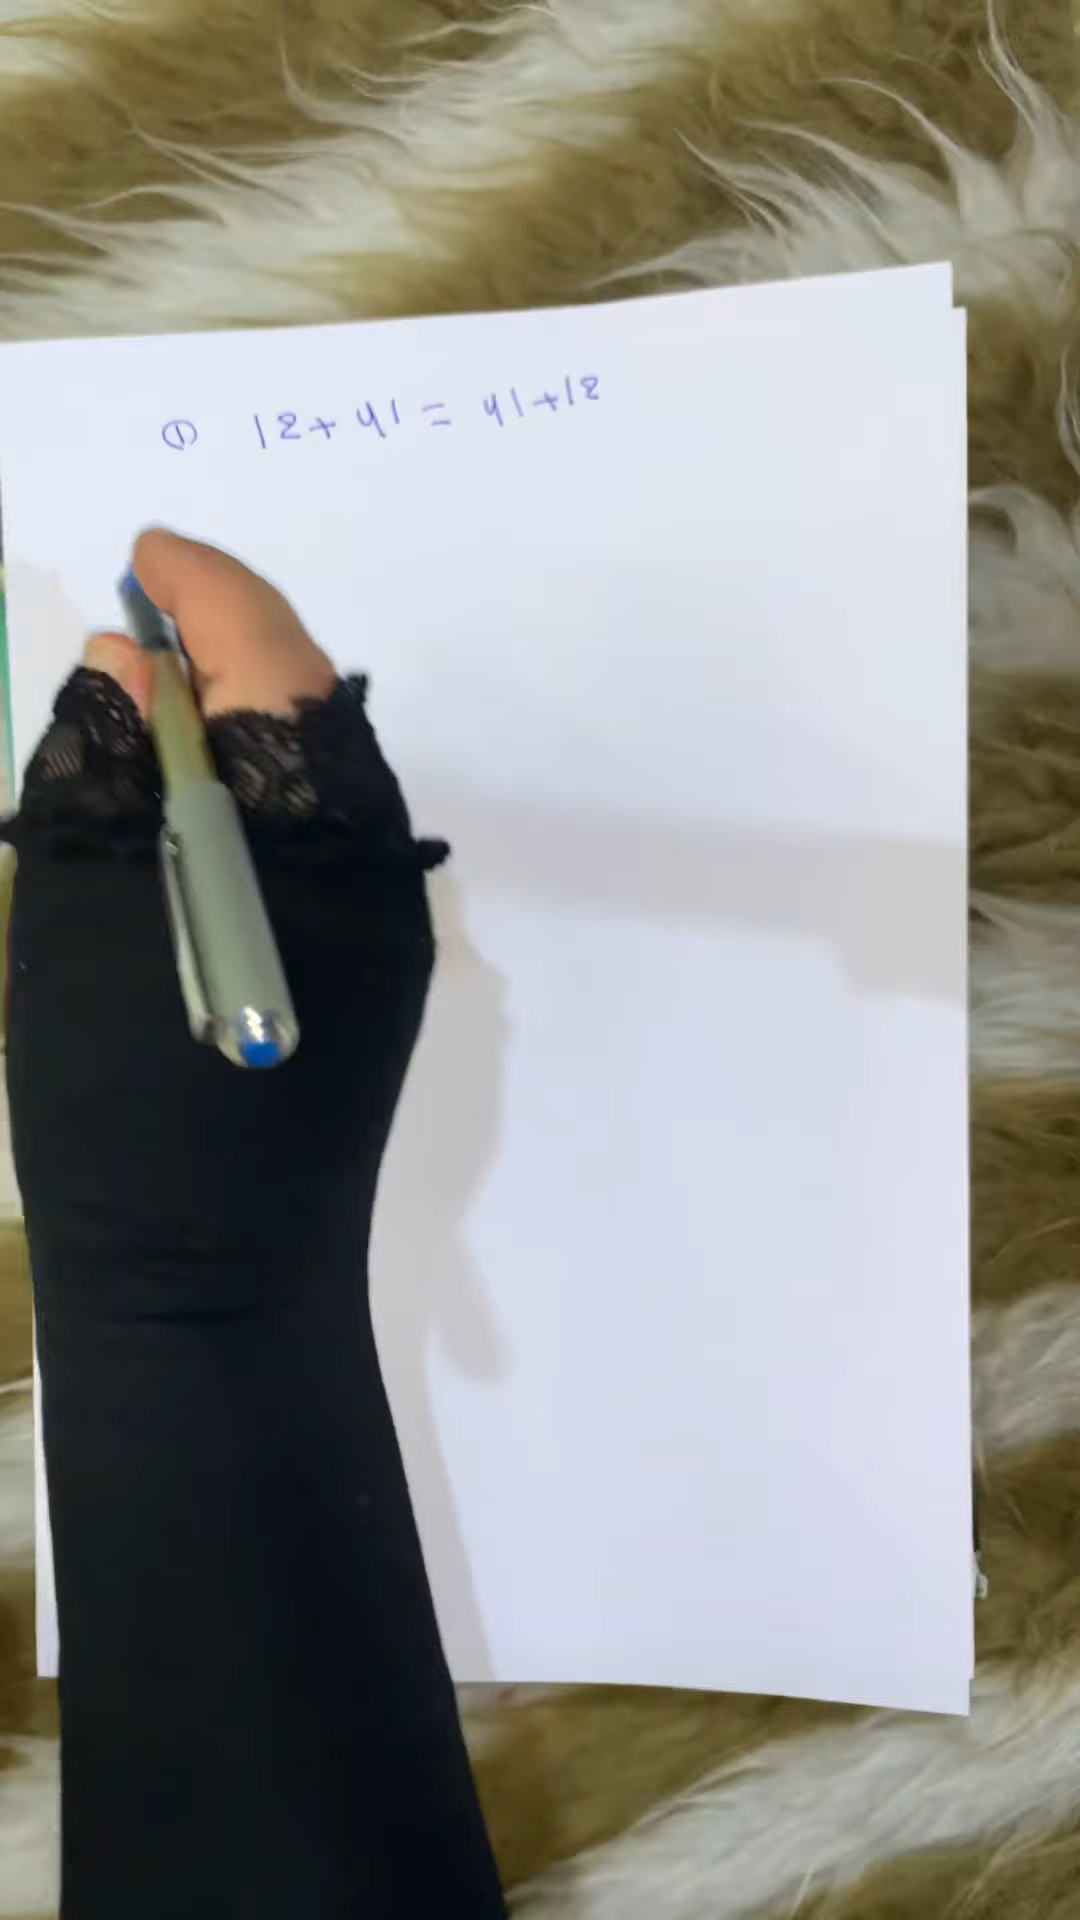 ① 12 + 41 = 41 + 12